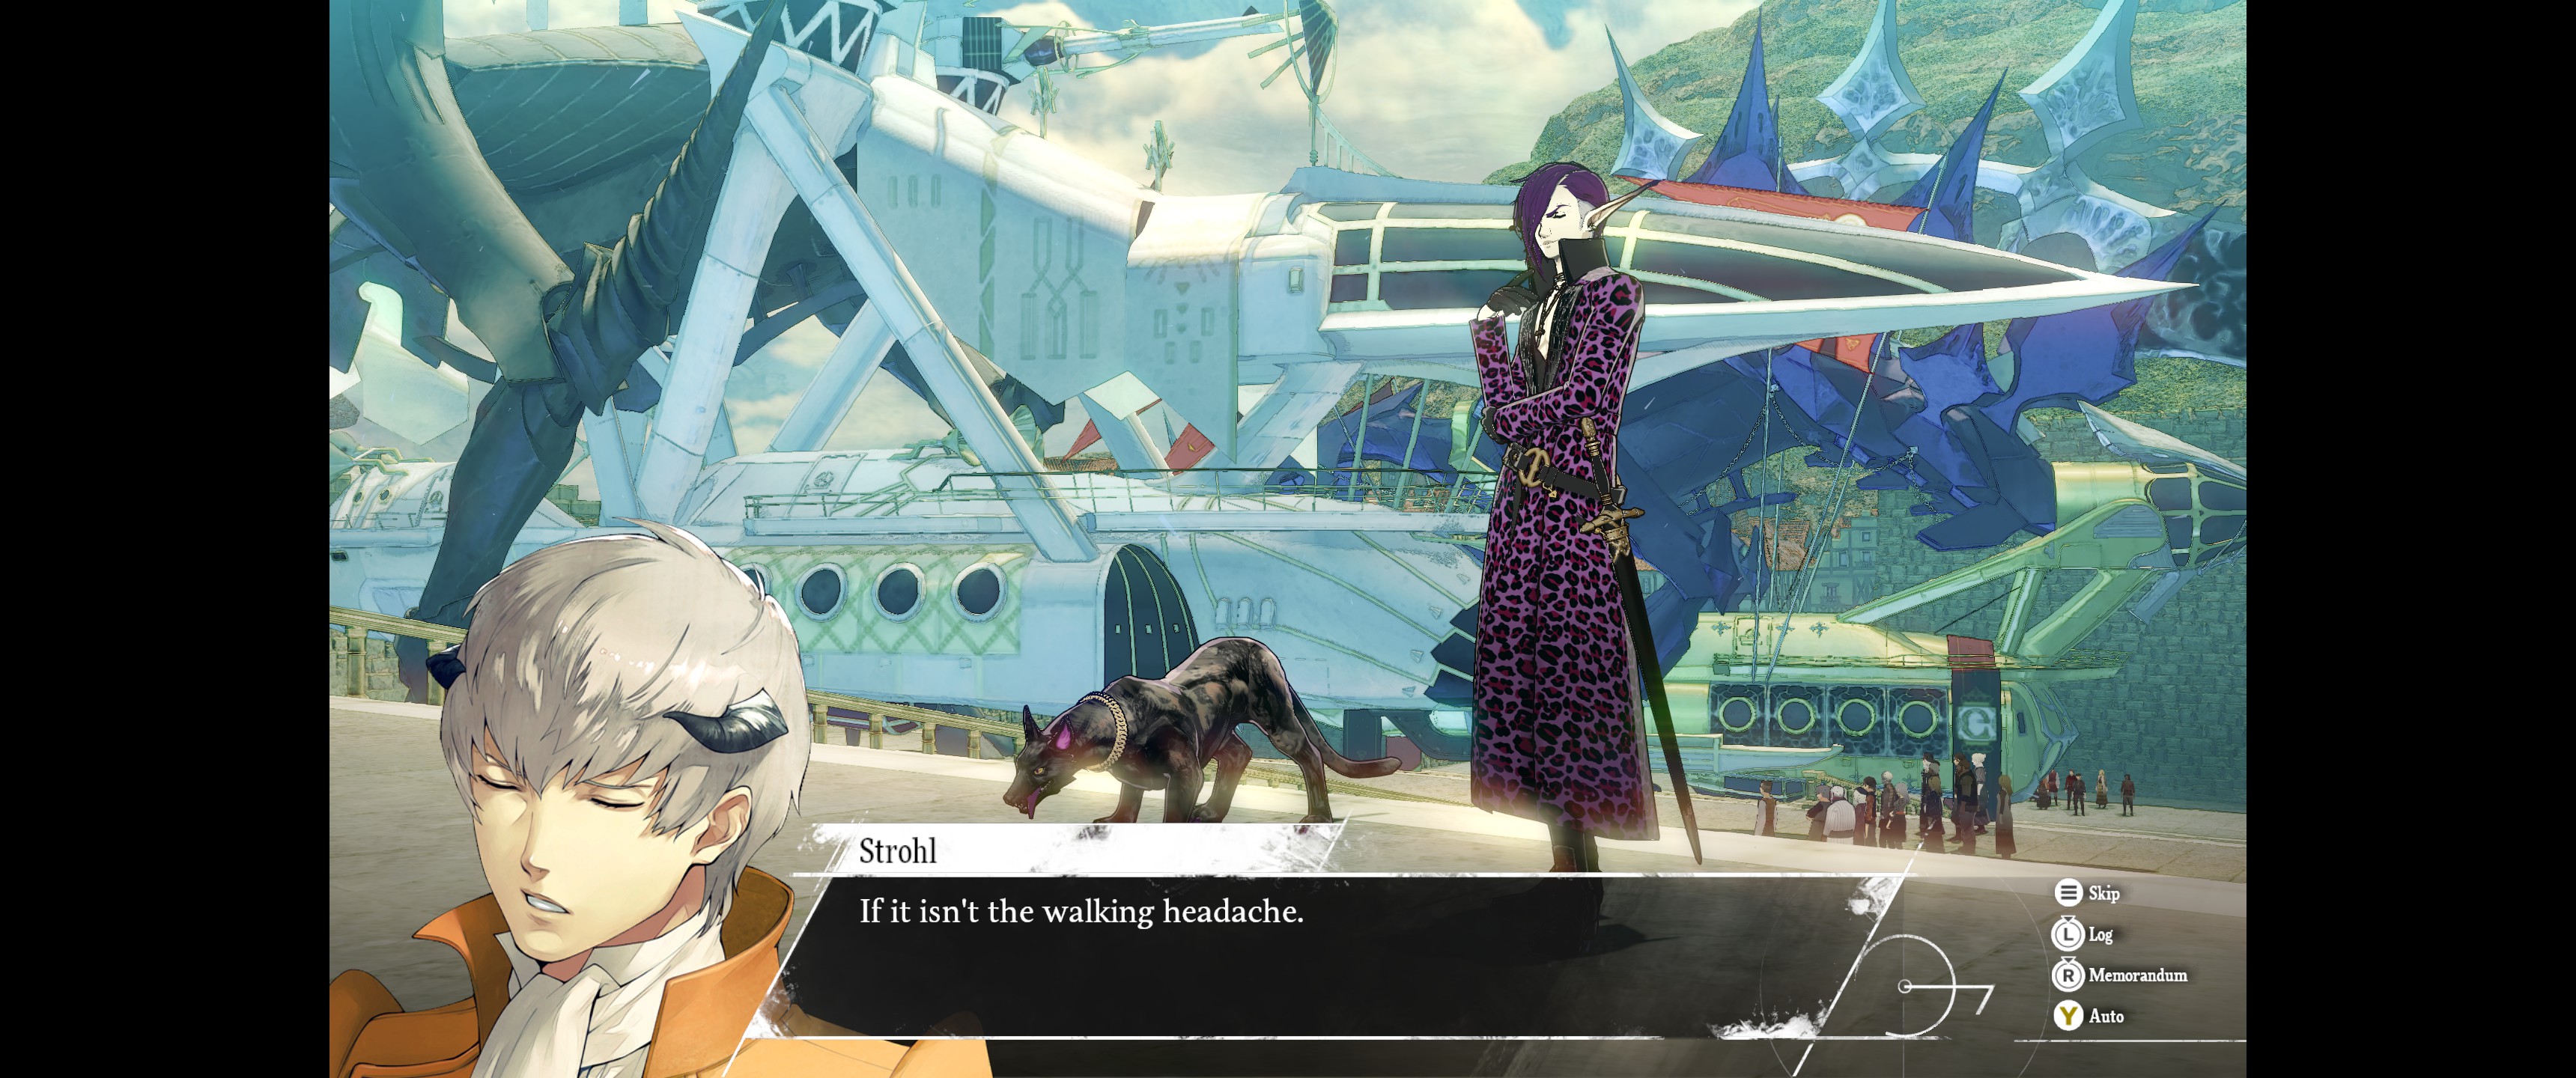 Strohl
If it isn't the walking headache.
Skip
L Log
R Memorandum
Y Auto